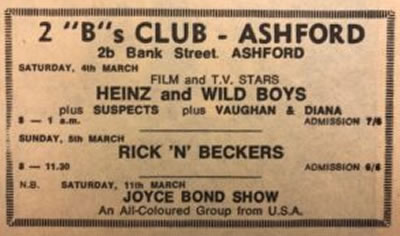 2 "B"s CLUB - ASHFORD
2b Bank Street, ASHFORD
SATURDAY, 4th MARCH
FILM and T.V. STARS
HEINZ and WILD BOYS
plus SUSPECTS plus VAUGHAN & DIANA
8 — 1 a.m. ADMISSION 7/6
SUNDAY, 5th MARCH
RICK 'N' BECKERS
8 — 11.30 ADMISSION 6/6
N.B. SATURDAY, 11th MARCH
JOYCE BOND SHOW
An All-Coloured Group from U.S.A.